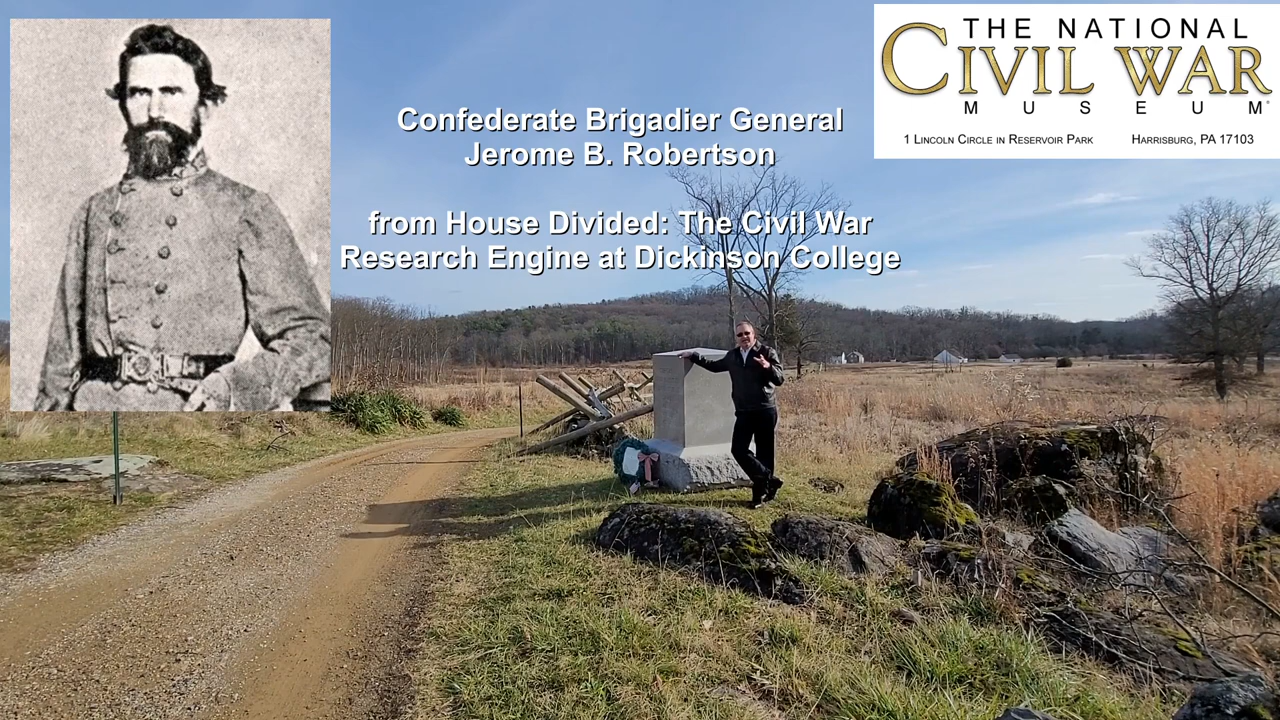 THE NATIONAL
CIVIL WAR
MUSEUM
1 LINCOLN CIRCLE IN RESERVOIR PARK HARRISBURG, PA 17103
Confederate Brigadier General
Jerome B. Robertson
from House Divided: The Civil War
Research Engine at Dickinson College